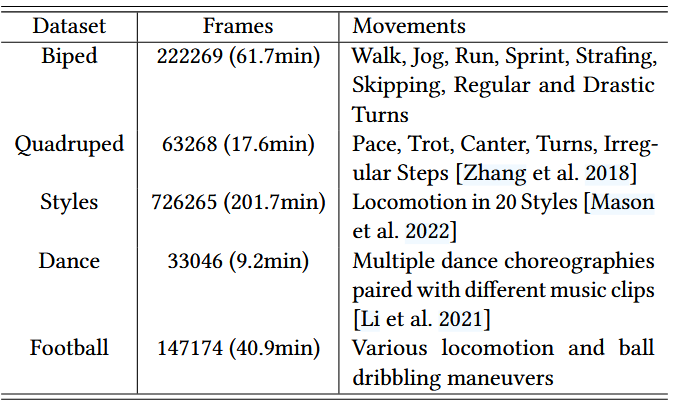 Dataset Frames Movements
Biped 222269 (61.7min) Walk, Jog, Run, Sprint, Strafing,
Skipping, Regular and Drastic
Turns
Quadruped 63268 (17.6min) Pace, Trot, Canter, Turns, Irreg-
ular Steps [Zhang et al. 2018]
Styles 726265 (201.7min) Locomotion in 20 Styles [Mason
et al. 2022]
Dance 33046 (9.2min) Multiple dance choreographies
paired with different music clips
[Li et al. 2021]
Football 147174 (40.9min) Various locomotion and ball
dribbling maneuvers